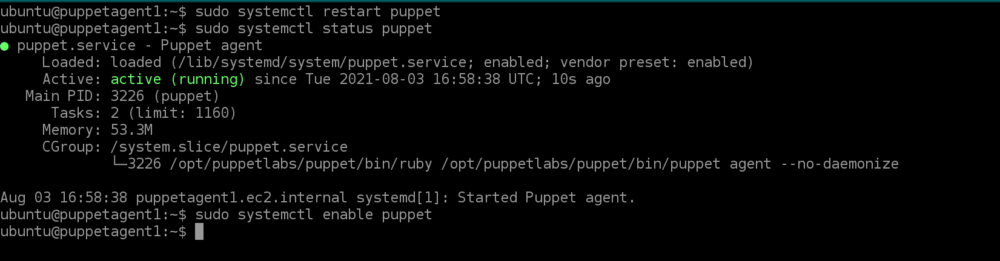 ubuntu@puppetagent1:~$ sudo systemctl restart puppet
ubuntu@puppetagent1:~$ sudo systemctl status puppet
● puppet.service - Puppet agent
     Loaded: loaded (/lib/systemd/system/puppet.service; enabled; vendor preset: enabled)
     Active: active (running) since Tue 2021-08-03 16:58:38 UTC; 10s ago
   Main PID: 3226 (puppet)
      Tasks: 2 (limit: 1160)
     Memory: 53.3M
     CGroup: /system.slice/puppet.service
             └─3226 /opt/puppetlabs/puppet/bin/ruby /opt/puppetlabs/puppet/bin/puppet agent --no-daemonize
Aug 03 16:58:38 puppetagent1.ec2.internal systemd[1]: Started Puppet agent.
ubuntu@puppetagent1:~$ sudo systemctl enable puppet
ubuntu@puppetagent1:~$